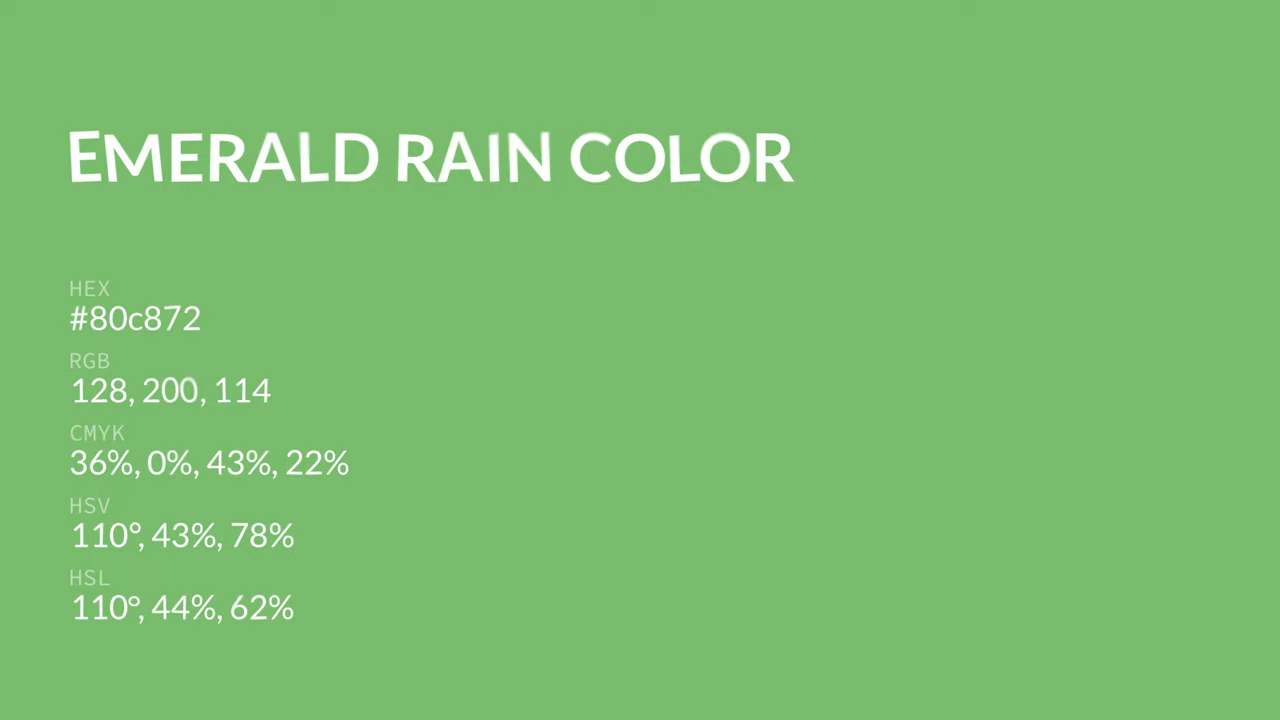 EMERALD RAIN COLOR
HEX
#80c872
RGB
128, 200, 114
CMYK
36%, 0%, 43%, 22%
HSV
110°, 43%, 78%
HSL
110°, 44%, 62%